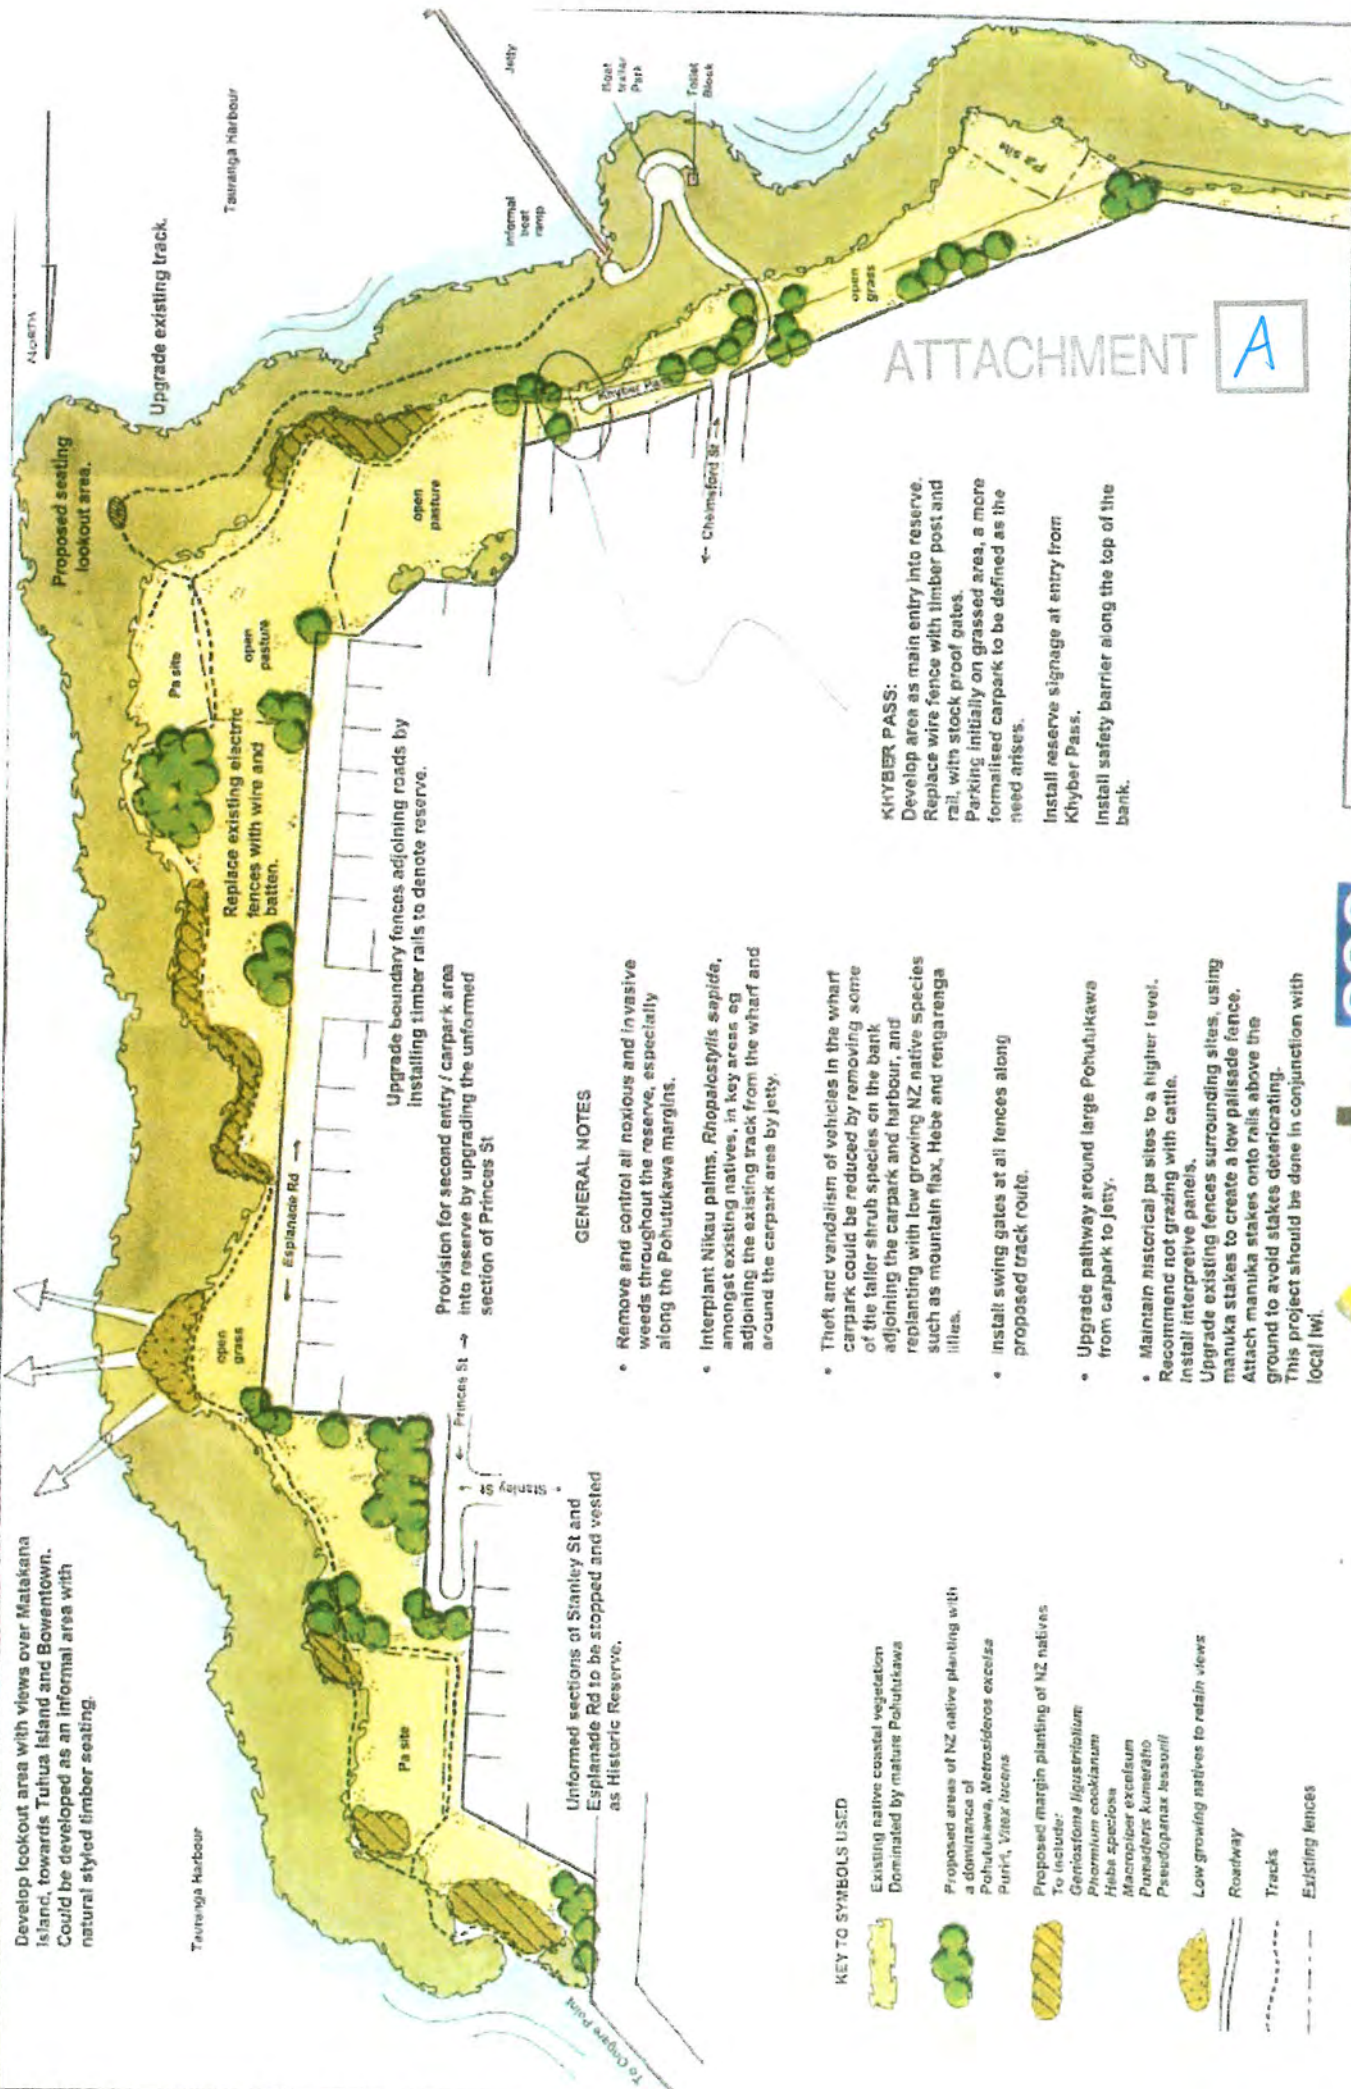 Develop lookout area with views over Matakana
Island, towards Tuhua Island and Bowentown.
Could be developed as an informal area with
natural styled timber seating.
Tauranga Harbour
NORTH
Proposed seating
lookout area.
Upgrade existing track.
Tauranga Harbour
Jetty
Informal
boat
ramp
Boat
trailer
Park
Toilet
Block
Pa site
open
grass
Khyber Pass
← Chelmsford St →
open
pasture
Pa site
open
pasture
Replace existing electric
fences with wire and
batten.
Upgrade boundary fences adjoining roads by
installing timber rails to denote reserve.
← Esplanade Rd →
open
grass
Provision for second entry / carpark area
into reserve by upgrading the unformed
section of Princes St
← Princes St →
Stanley St
Pa site
Unformed sections of Stanley St and
Esplanade Rd to be stopped and vested
as Historic Reserve.
To Ongare Point
ATTACHMENT A
KHYBER PASS:
Develop area as main entry into reserve.
Replace wire fence with timber post and
rail, with stock proof gates.
Parking initially on grassed area, a more
formalised carpark to be defined as the
need arises.
Install reserve signage at entry from
Khyber Pass.
Install safety barrier along the top of the
bank.
GENERAL NOTES
• Remove and control all noxious and invasive
weeds throughout the reserve, especially
along the Pohutukawa margins.
• Interplant Nikau palms, Rhopalostylis sapida,
amongst existing natives, in key areas eg
adjoining the existing track from the wharf and
around the carpark area by jetty.
• Theft and vandalism of vehicles in the wharf
carpark could be reduced by removing some
of the taller shrub species on the bank
adjoining the carpark and harbour, and
replanting with low growing NZ native species
such as mountain flax, Hebe and rengarenga
lilies.
• Install swing gates at all fences along
proposed track route.
• Upgrade pathway around large Pohutukawa
from carpark to jetty.
• Maintain historical pa sites to a higher level.
Recommend not grazing with cattle.
Install interpretive panels.
Upgrade existing fences surrounding sites, using
manuka stakes to create a low palisade fence.
Attach manuka stakes onto rails above the
ground to avoid stakes deteriorating.
This project should be done in conjunction with
local Iwi.
KEY TO SYMBOLS USED
Existing native coastal vegetation
Dominated by mature Pohutukawa
Proposed areas of NZ native planting with
a dominance of
Pohutukawa, Metrosideros excelsa
Puriri, Vitex lucens
Proposed margin planting of NZ natives
To include:
Geniostoma ligustrifolium
Phormium cookianum
Hebe speciosa
Macropiper excelsum
Pomaderis kumeraho
Pseudopanax lessonii
Low growing natives to retain views
Roadway
Tracks
Existing fences